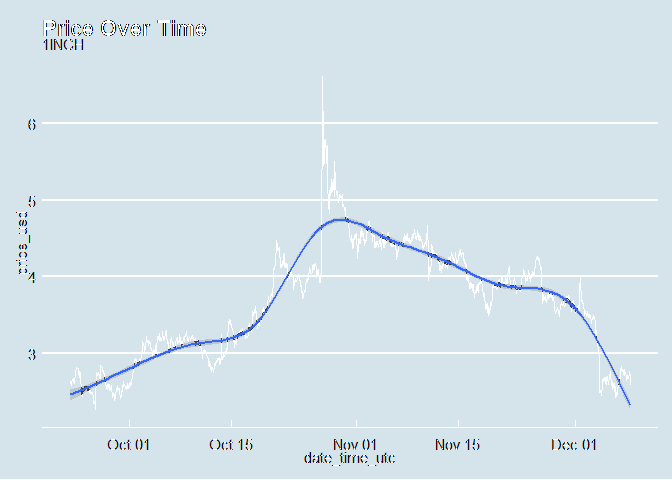 Price Over Time
1INCH
6
5
4
3
price_usd
Oct 01
Oct 15
Nov 01
Nov 15
Dec 01
date_time_utc